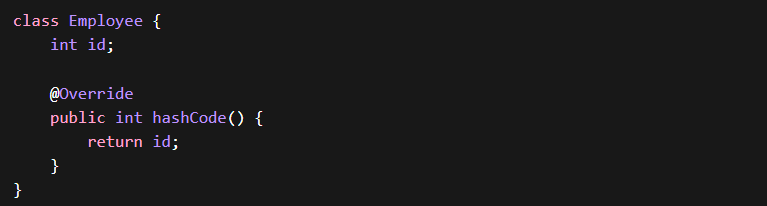 class Employee {
    int id;

    @Override
    public int hashCode() {
        return id;
    }
}